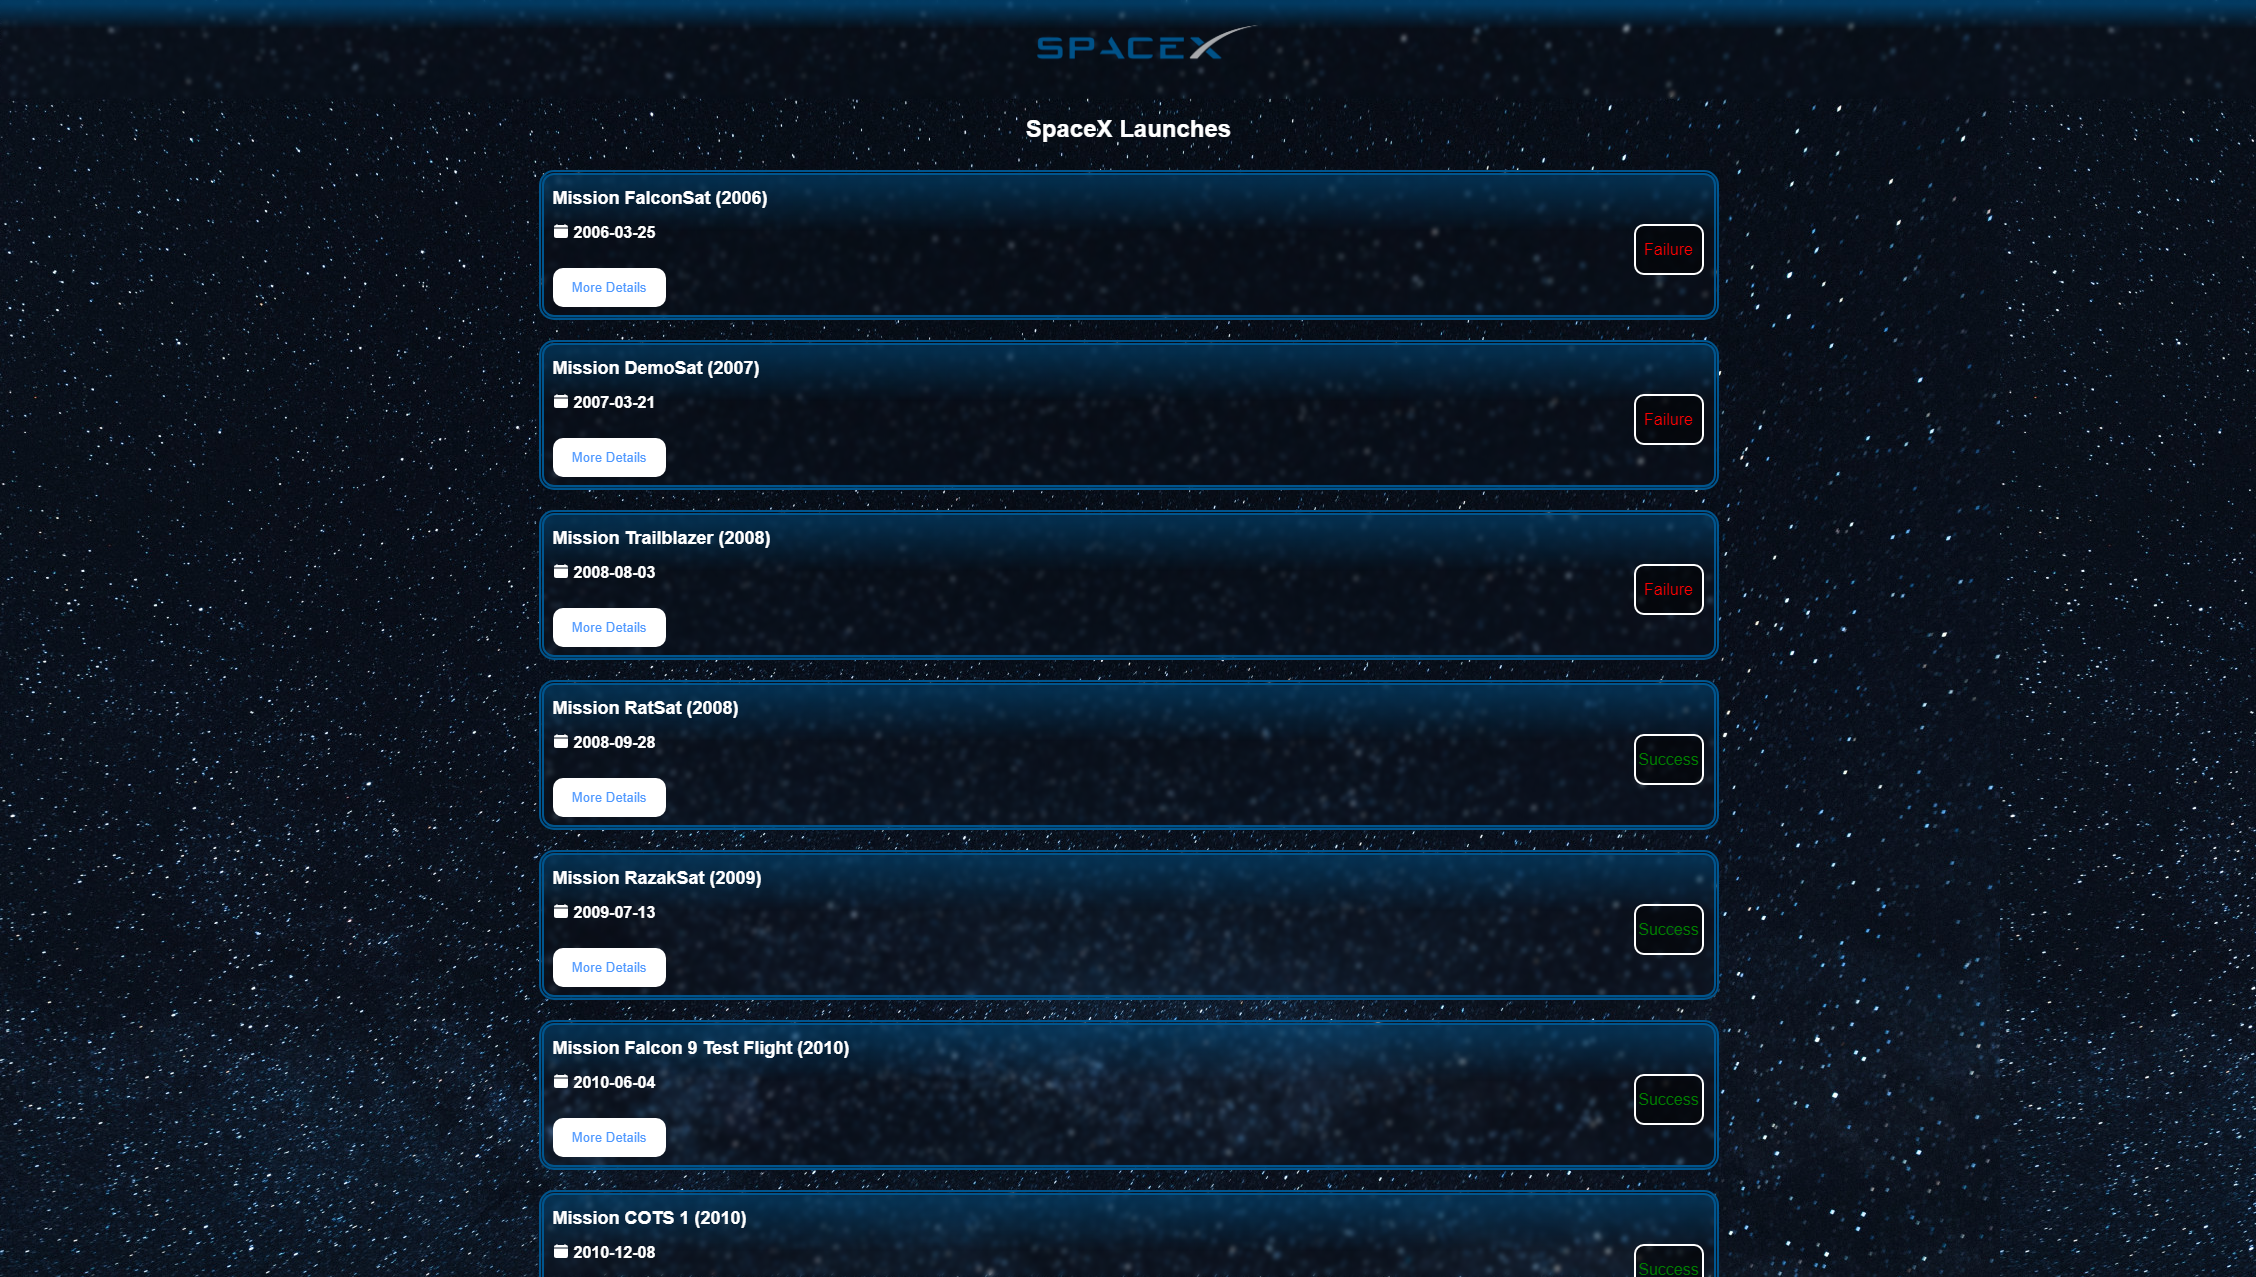 SPACEX
SpaceX Launches
Mission FalconSat (2006)
2006-03-25
Failure
More Details
Mission DemoSat (2007)
2007-03-21
Failure
More Details
Mission Trailblazer (2008)
2008-08-03
Failure
More Details
Mission RatSat (2008)
2008-09-28
Success
More Details
Mission RazakSat (2009)
2009-07-13
Success
More Details
Mission Falcon 9 Test Flight (2010)
2010-06-04
Success
More Details
Mission COTS 1 (2010)
2010-12-08
Success